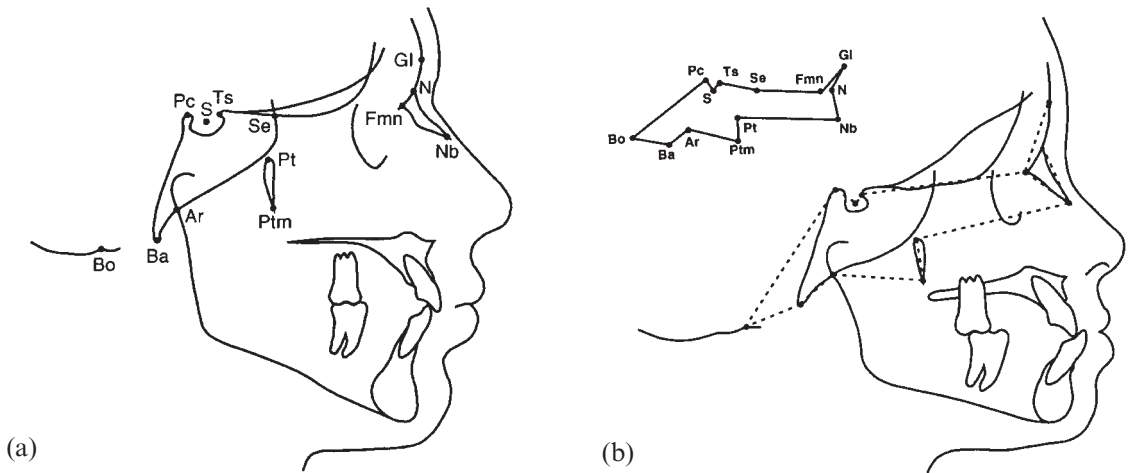 Gl
N
Pc S Ts
Fmn
Se
Nb
Pt
Ar
Ptm
Ba
Bo
(a)
Gl
Pc Ts
Se Fmn
S N
Pt
Nb
Bo Ar
Ba Ptm
(b)